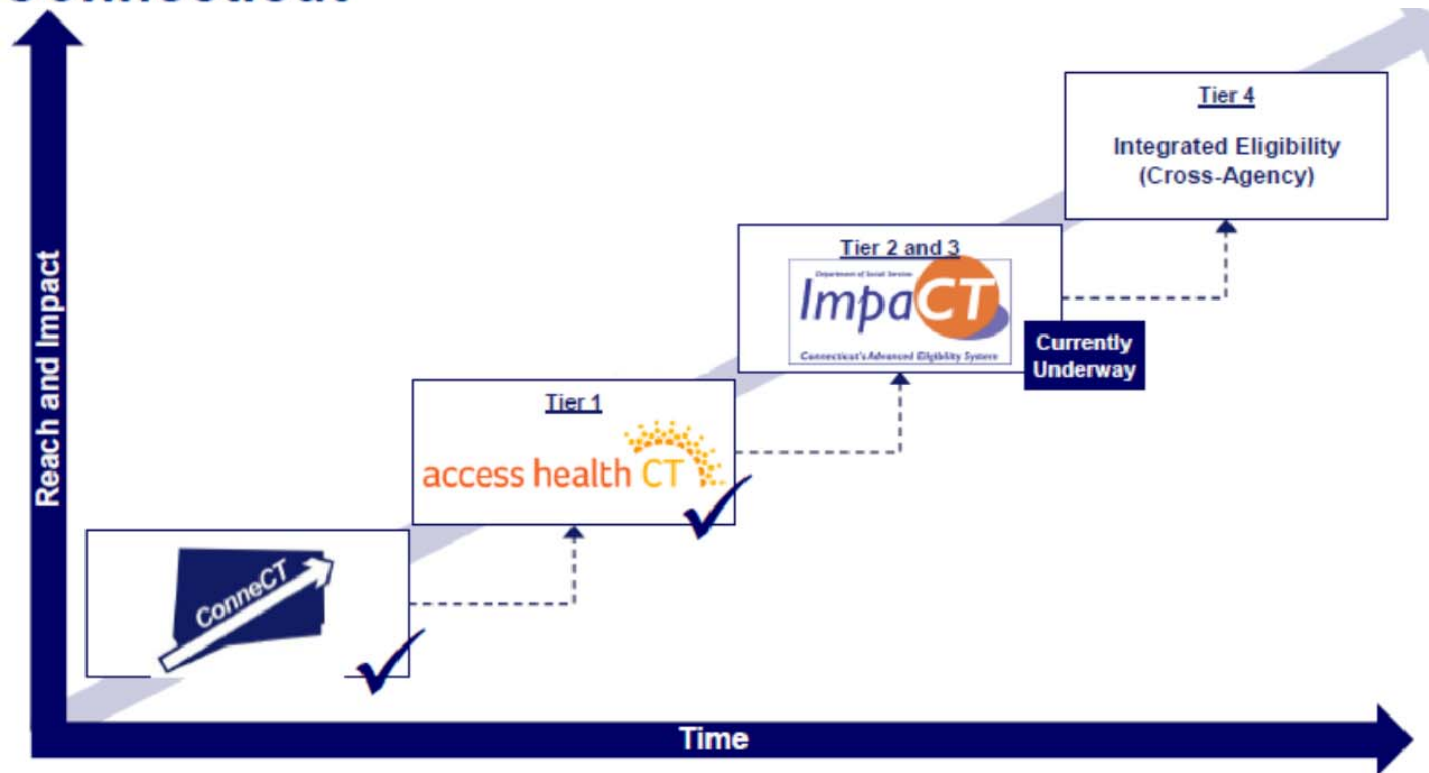 Connecticut
Reach and Impact
ConneCT
Tier 1
access health CT
Tier 2 and 3
Department of Social Services
ImpaCT
Connecticut's Advanced Eligibility System
Currently
Underway
Tier 4
Integrated Eligibility
(Cross-Agency)
Time